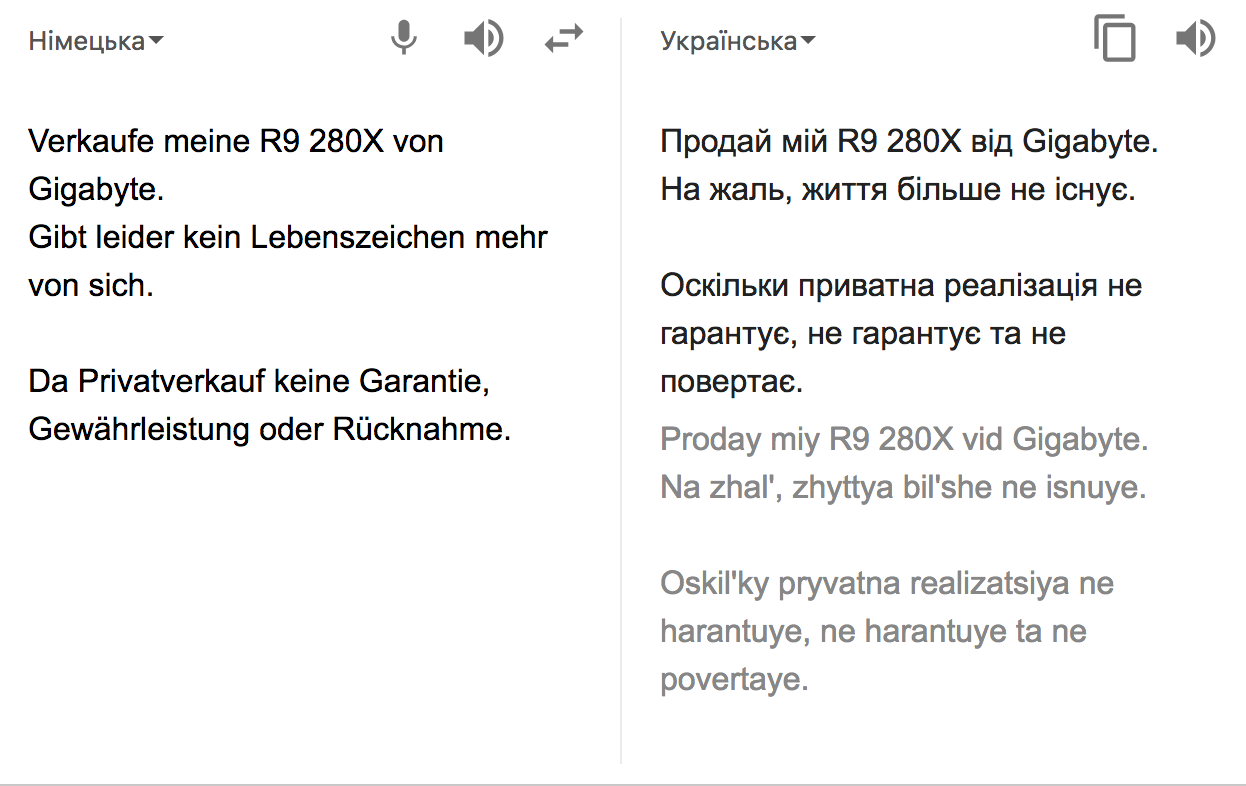 Німецька
Українська
Verkaufe meine R9 280X von
Gigabyte.
Gibt leider kein Lebenszeichen mehr
von sich.
Da Privatverkauf keine Garantie,
Gewährleistung oder Rücknahme.
Продай мій R9 280X від Gigabyte.
На жаль, життя більше не існує.
Оскільки приватна реалізація не
гарантує, не гарантує та не
повертає.
Proday miy R9 280X vid Gigabyte.
Na zhal', zhyttya bil'she ne isnuye.
Oskil'ky pryvatna realizatsiya ne
harantuye, ne harantuye ta ne
povertaye.